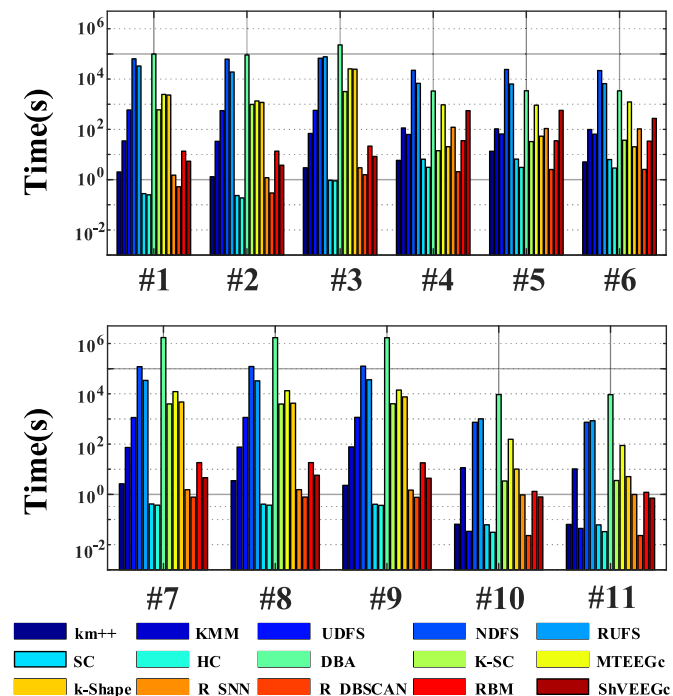 Time(s)
10^6
10^4
10^2
10^0
10^-2
#1 #2 #3 #4 #5 #6
Time(s)
10^6
10^4
10^2
10^0
10^-2
#7 #8 #9 #10 #11
km++ KMM UDFS NDFS RUFS
SC HC DBA K-SC MTEEGc
k-Shape R_SNN R_DBSCAN RBM ShVEEGc